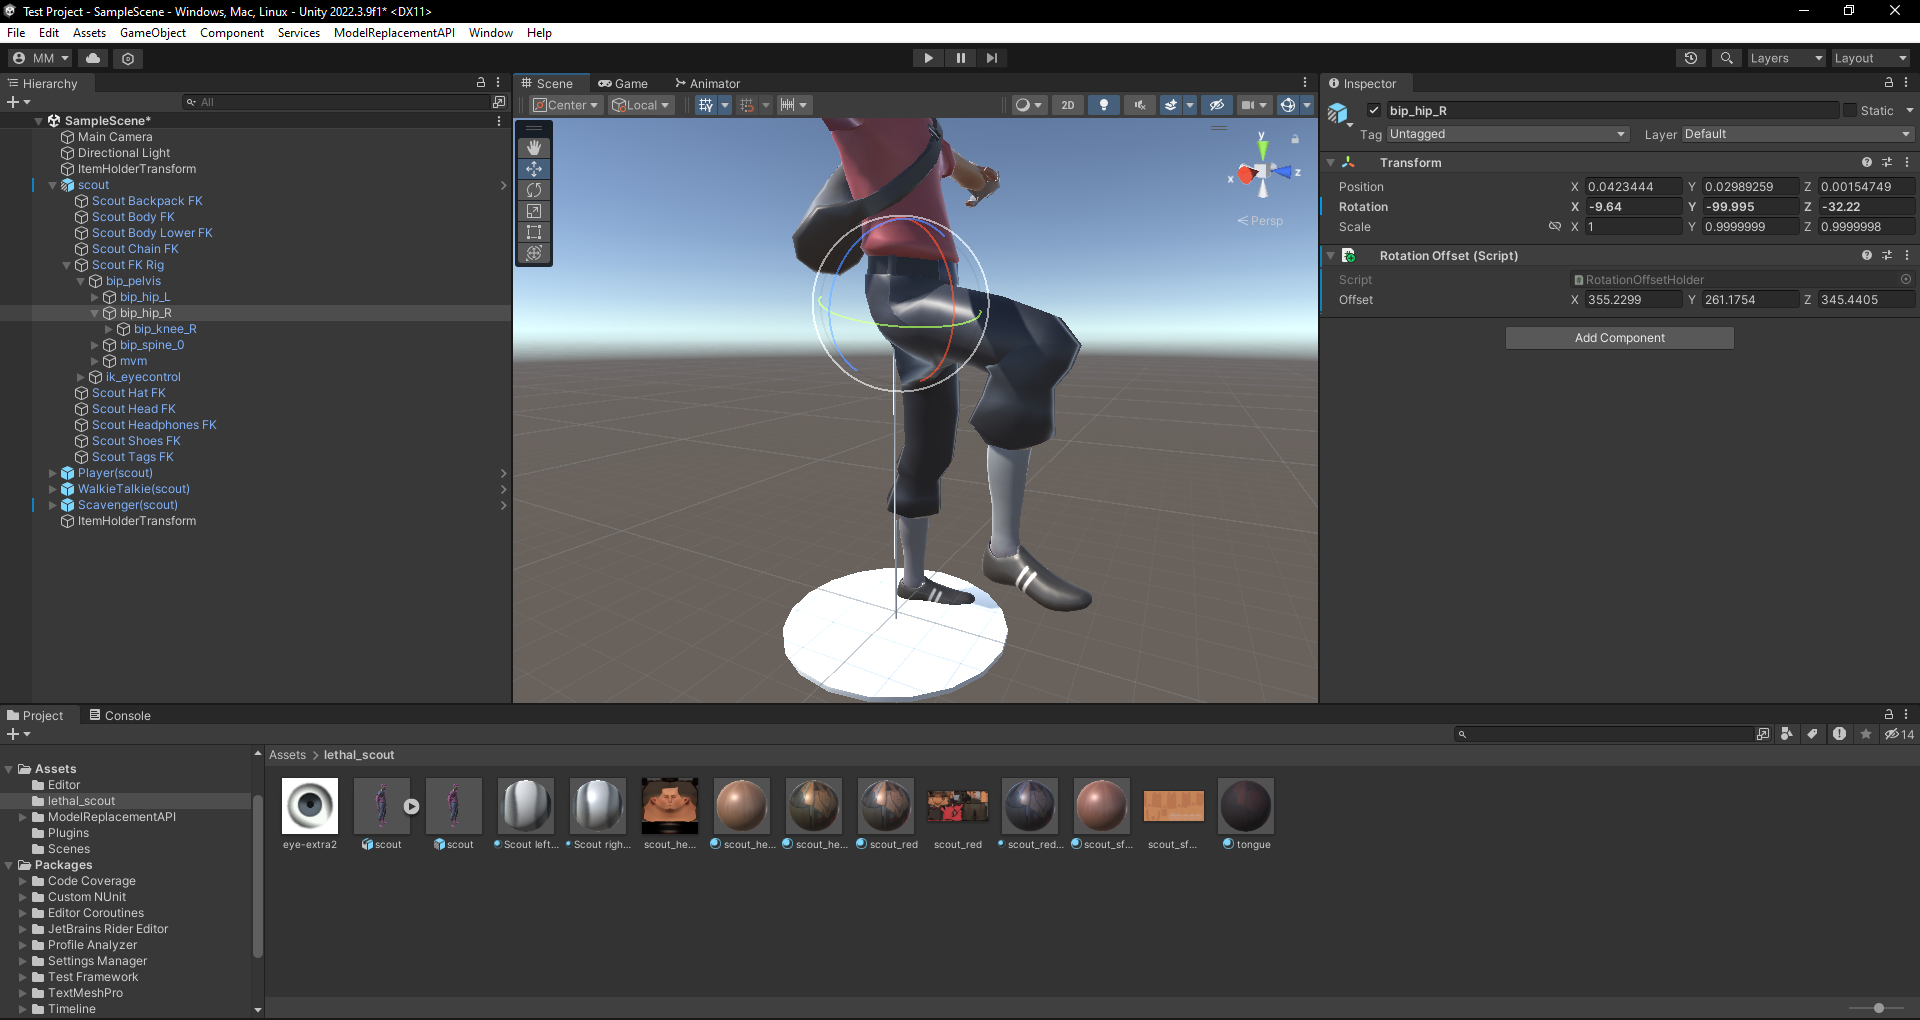 Test Project - SampleScene - Windows, Mac, Linux - Unity 2022.3.9f1* <DX11>
File Edit Assets GameObject Component Services ModelReplacementAPI Window Help
MM Layers Layout
Hierarchy
All
SampleScene*
Main Camera
Directional Light
ItemHolderTransform
scout
Scout Backpack FK
Scout Body FK
Scout Body Lower FK
Scout Chain FK
Scout FK Rig
bip_pelvis
bip_hip_L
bip_hip_R
bip_knee_R
bip_spine_0
mvm
ik_eyecontrol
Scout Hat FK
Scout Head FK
Scout Headphones FK
Scout Shoes FK
Scout Tags FK
Player(scout)
WalkieTalkie(scout)
Scavenger(scout)
ItemHolderTransform
Scene Game Animator
Center Local 2D
y
x z
Persp
Inspector
bip_hip_R Static
Tag Untagged Layer Default
Transform
Position X 0.0423444 Y 0.02989259 Z 0.00154749
Rotation X -9.64 Y -99.995 Z -32.22
Scale X 1 Y 0.9999999 Z 0.9999998
Rotation Offset (Script)
Script RotationOffsetHolder
Offset X 355.2299 Y 261.1754 Z 345.4405
Add Component
Project Console
14
Assets
Editor
lethal_scout
ModelReplacementAPI
Plugins
Scenes
Packages
Code Coverage
Custom NUnit
Editor Coroutines
JetBrains Rider Editor
Profile Analyzer
Settings Manager
Test Framework
TextMeshPro
Timeline
Assets > lethal_scout
eye-extra2 scout scout Scout left... Scout righ... scout_he... scout_he... scout_he... scout_red scout_red scout_red... scout_sf... scout_sf... tongue